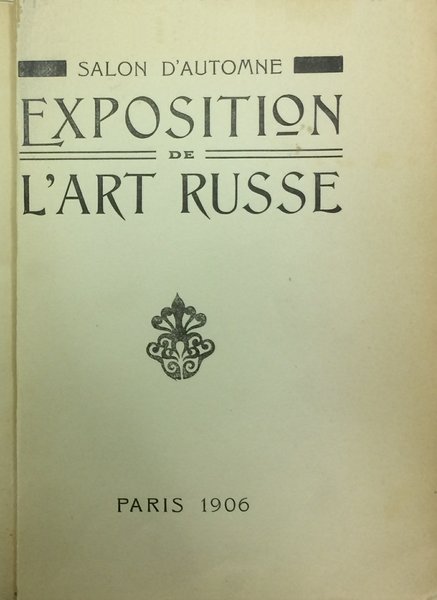 SALON D'AUTOMNE
EXPOSITION
DE
L'ART RUSSE
PARIS 1906